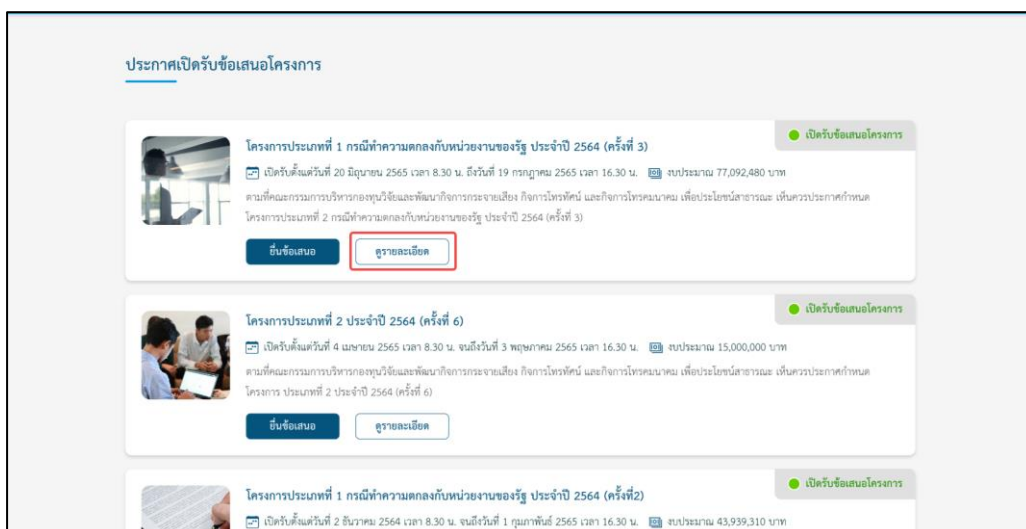 ประกาศเปิดรับข้อเสนอโครงการ
เปิดรับข้อเสนอโครงการ
โครงการประเภทที่ 1 กรณีทำความตกลงกับหน่วยงานของรัฐ ประจำปี 2564 (ครั้งที่ 3)
เปิดรับตั้งแต่วันที่ 20 มิถุนายน 2565 เวลา 8.30 น. ถึงวันที่ 19 กรกฎาคม 2565 เวลา 16.30 น. งบประมาณ 77,092,480 บาท
ตามที่คณะกรรมการบริหารกองทุนวิจัยและพัฒนากิจการกระจายเสียง กิจการโทรทัศน์ และกิจการโทรคมนาคม เพื่อประโยชน์สาธารณะ เห็นควรประกาศกำหนด
โครงการประเภทที่ 2 กรณีทำความตกลงกับหน่วยงานของรัฐ ประจำปี 2564 (ครั้งที่ 3)
ยื่นข้อเสนอ ดูรายละเอียด
เปิดรับข้อเสนอโครงการ
โครงการประเภทที่ 2 ประจำปี 2564 (ครั้งที่ 6)
เปิดรับตั้งแต่วันที่ 4 เมษายน 2565 เวลา 8.30 น. จนถึงวันที่ 3 พฤษภาคม 2565 เวลา 16.30 น. งบประมาณ 15,000,000 บาท
ตามที่คณะกรรมการบริหารกองทุนวิจัยและพัฒนากิจการกระจายเสียง กิจการโทรทัศน์ และกิจการโทรคมนาคม เพื่อประโยชน์สาธารณะ เห็นควรประกาศกำหนด
โครงการ ประเภทที่ 2 ประจำปี 2564 (ครั้งที่ 6)
ยื่นข้อเสนอ ดูรายละเอียด
เปิดรับข้อเสนอโครงการ
โครงการประเภทที่ 1 กรณีทำความตกลงกับหน่วยงานของรัฐ ประจำปี 2564 (ครั้งที่2)
เปิดรับตั้งแต่วันที่ 2 ธันวาคม 2564 เวลา 8.30 น. จนถึงวันที่ 1 กุมภาพันธ์ 2565 เวลา 16.30 น. งบประมาณ 43,939,310 บาท